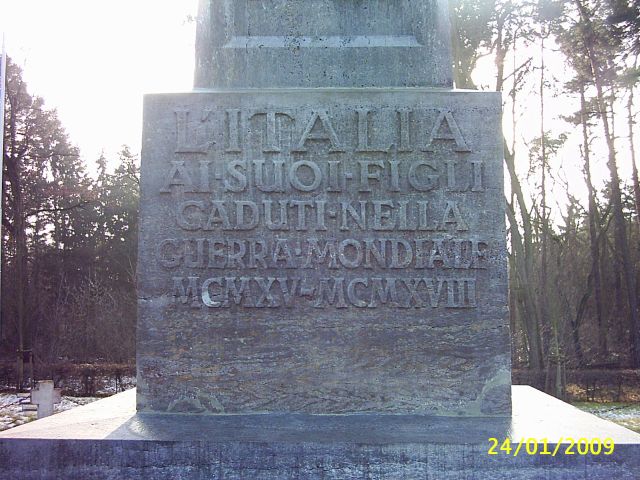 L'ITALIA
AI·SUOI·FIGLI
CADUTI·NELLA
GUERRA·MONDIALE
MCMXV-MCMXVIII
24/01/2009